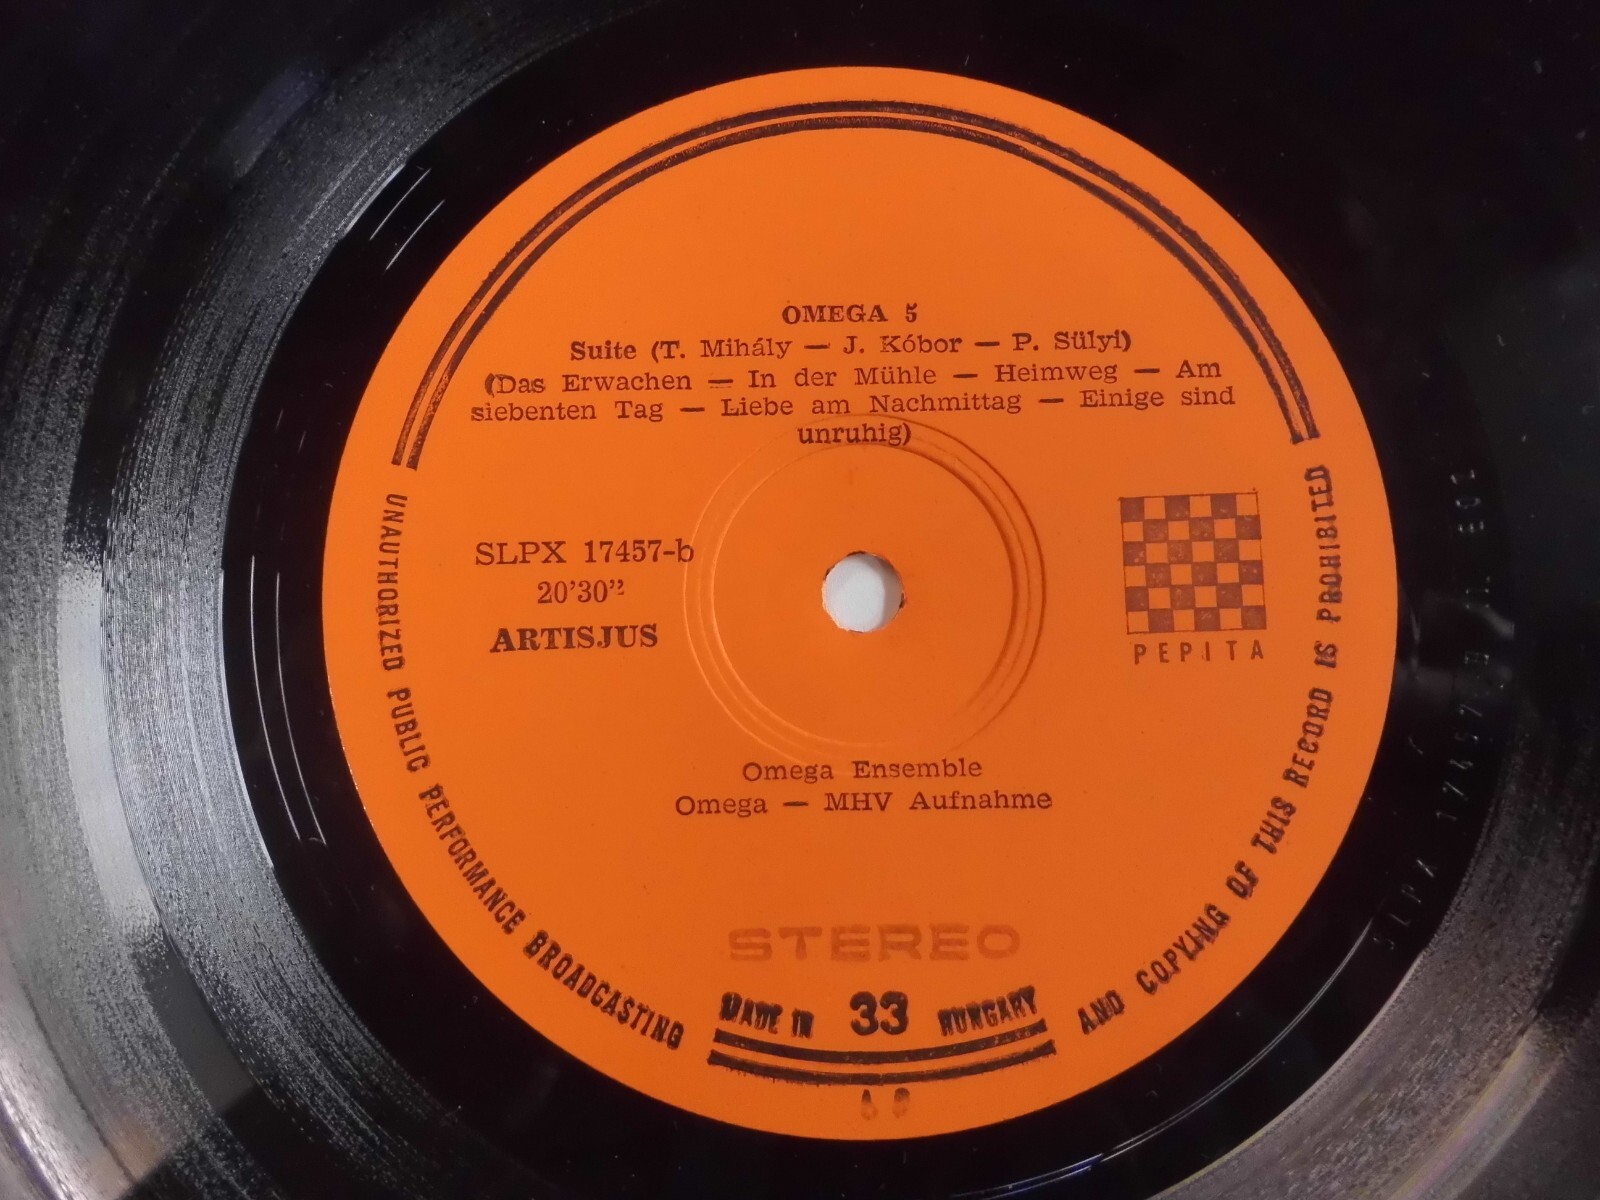 OMEGA 5
Suite (T. Mihály — J. Kóbor — P. Sülyi)
(Das Erwachen — In der Mühle — Heimweg — Am
siebenten Tag — Liebe am Nachmittag — Einige sind
unruhig)
SLPX 17457-b
20'30"
ARTISJUS
PEPITA
Omega Ensemble
Omega — MHV Aufnahme
STEREO
MADE IN 33 HUNGARY
UNAUTHORIZED PUBLIC PERFORMANCE BROADCASTING AND COPYING OF THIS RECORD IS PROHIBITED